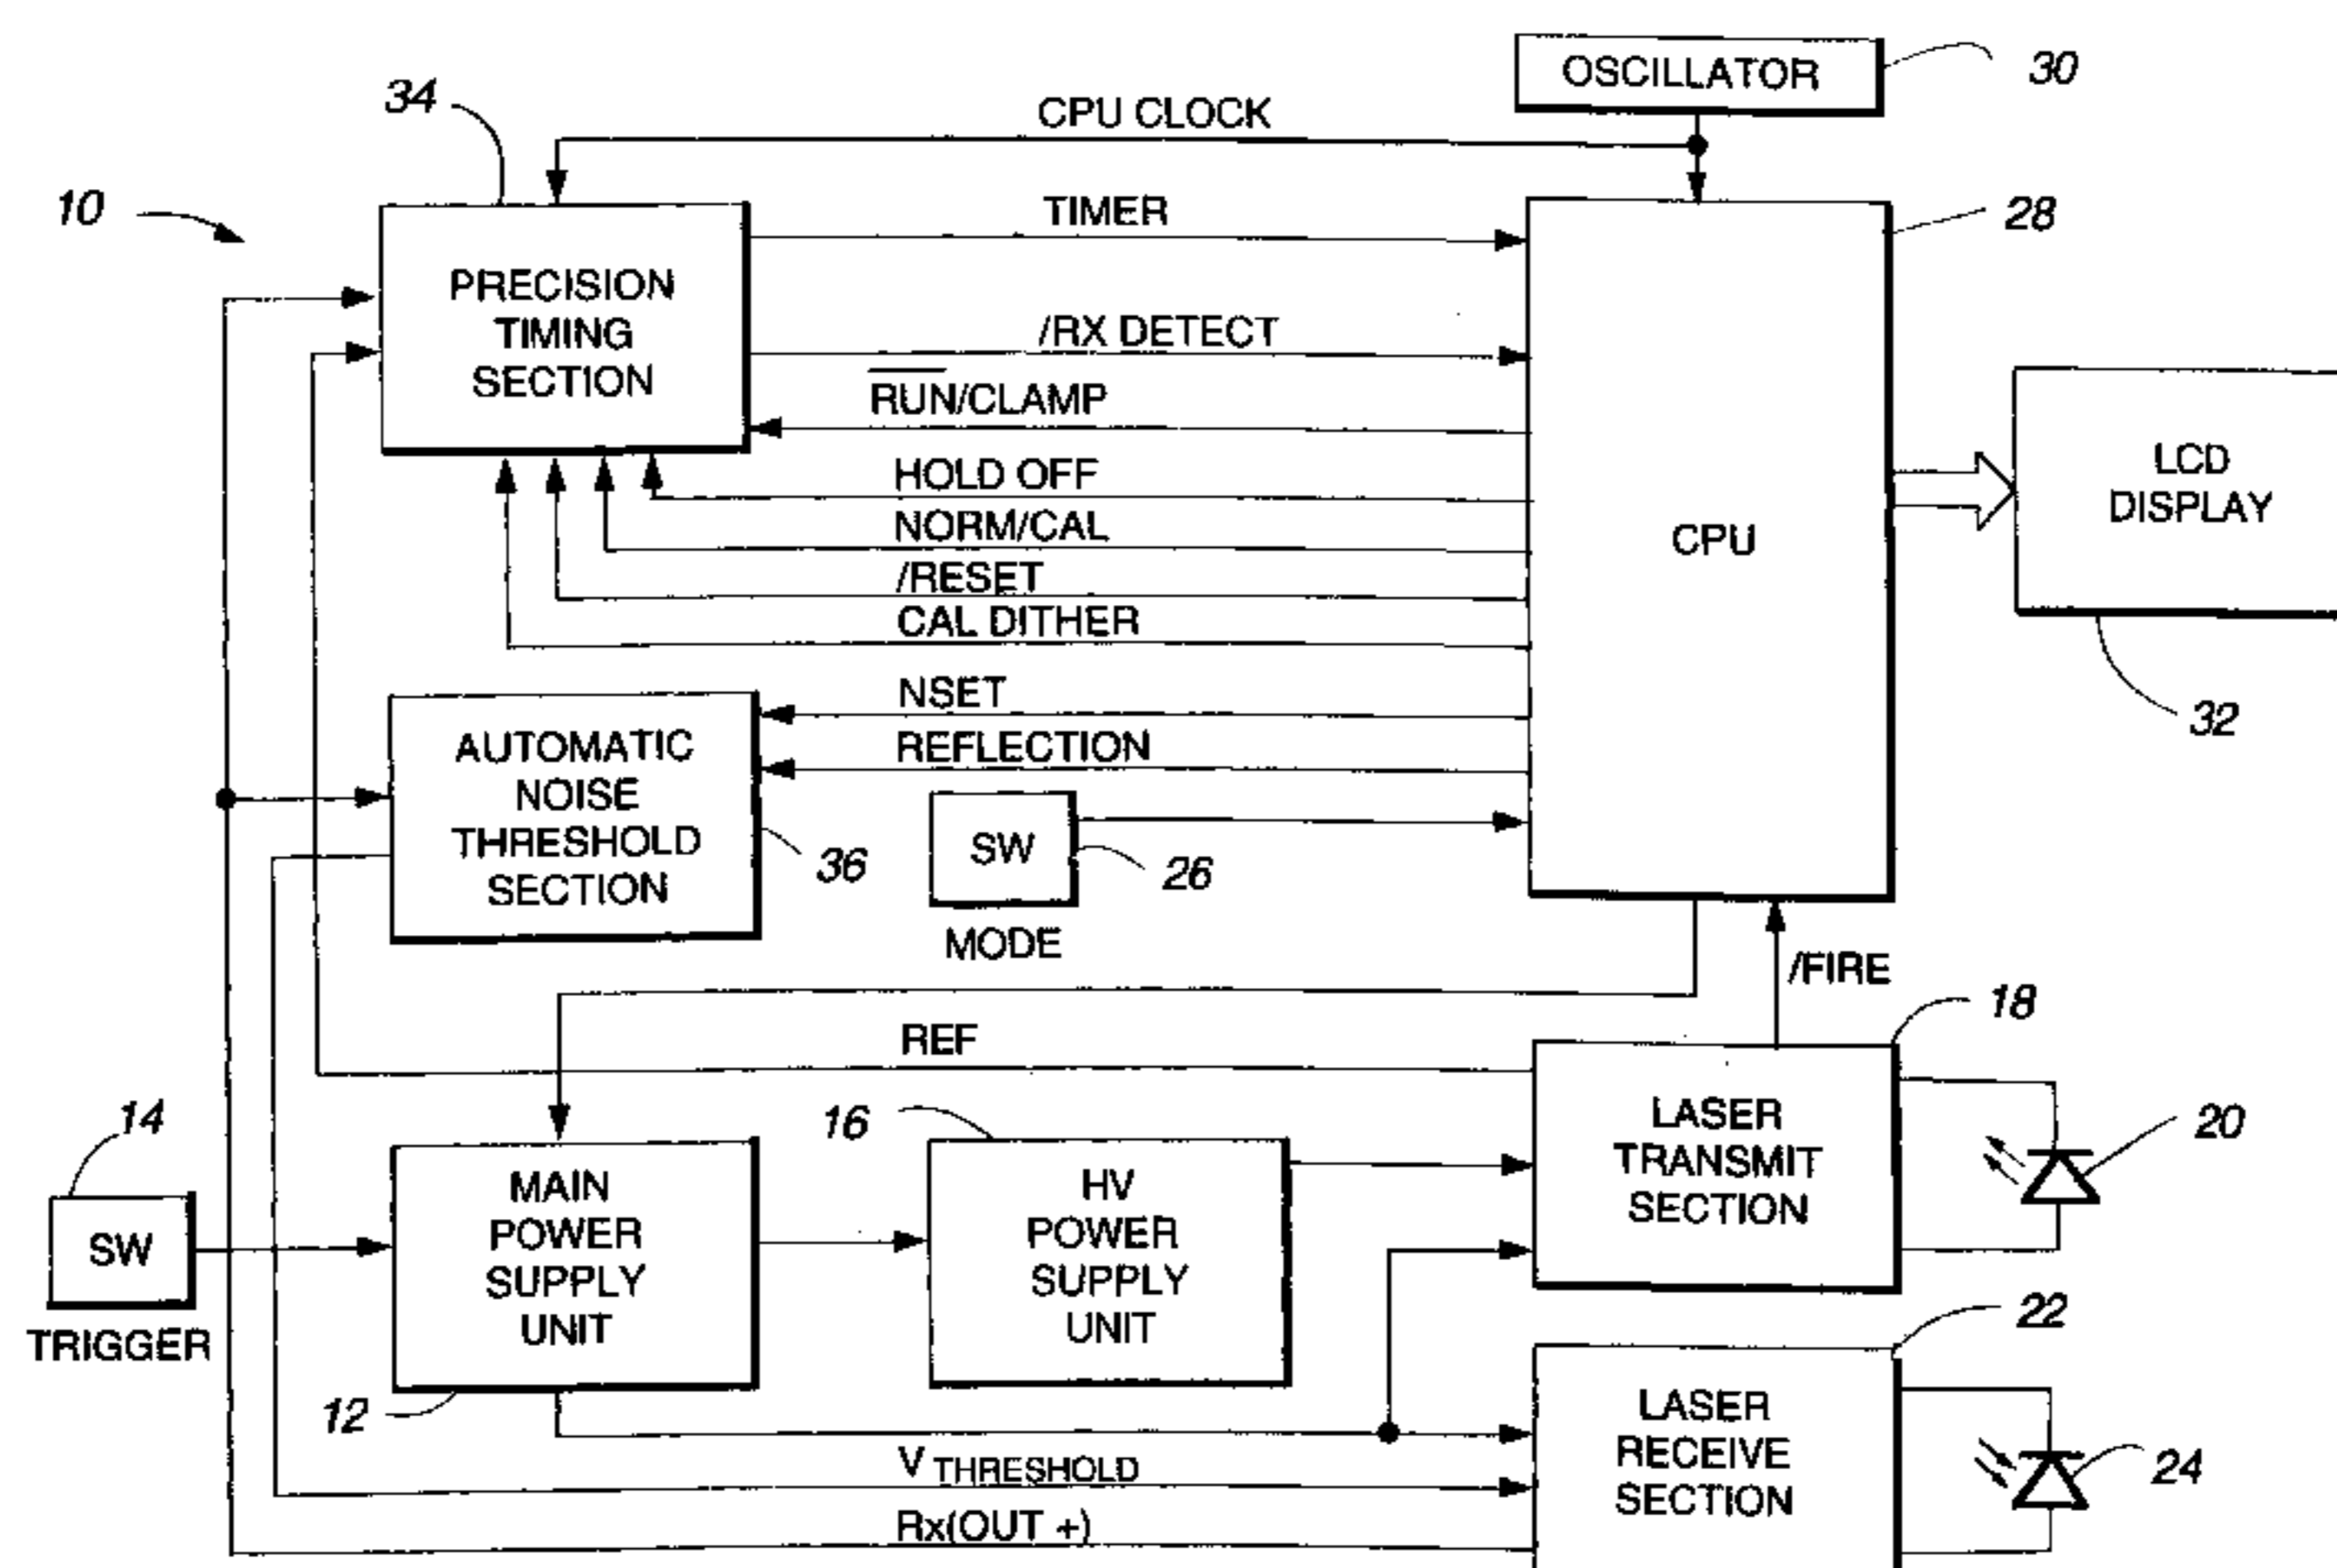 OSCILLATOR
30
34
CPU CLOCK
10
TIMER
28
PRECISION
TIMING
SECTION
/RX DETECT
R̅U̅N̅/CLAMP
HOLD OFF
LCD
DISPLAY
NORM/CAL
CPU
/RESET
CAL DITHER
NSET
32
AUTOMATIC
NOISE
THRESHOLD
SECTION
REFLECTION
SW
36
26
MODE
/FIRE
18
REF
14
16
LASER
TRANSMIT
SECTION
20
MAIN
POWER
SUPPLY
UNIT
HV
POWER
SUPPLY
UNIT
SW
TRIGGER
22
12
LASER
RECEIVE
SECTION
V THRESHOLD
24
Rx(OUT +)